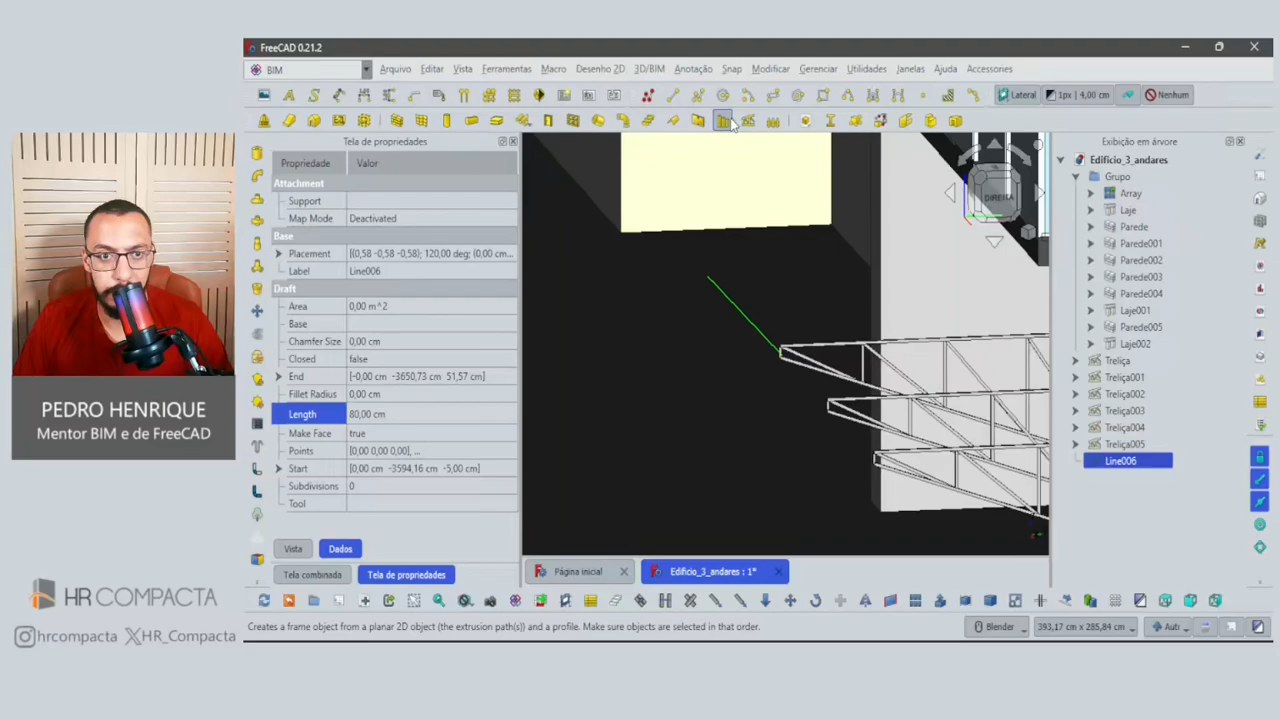 FreeCAD 0.21.2
BIM
Arquivo Editar Vista Ferramentas Macro Desenho 2D 3D/BIM Anotação Snap Modificar Gerenciar Utilidades Janelas Ajuda Accessories
Lateral 1px | 4,00 cm Nenhum
Tela de propriedades
Propriedade Valor
Attachment
Support
Map Mode Deactivated
Base
Placement [(0,58 -0,58 -0,58); 120,00 deg; (0,00 cm...
Label Line006
Draft
Area 0,00 m^2
Base
Chamfer Size 0,00 cm
Closed false
End [-0,00 cm -3650,73 cm 51,57 cm]
Fillet Radius 0,00 cm
Length 80,00 cm
Make Face true
Points [0,00 0,00 0,00], ...
Start [0,00 cm -3594,16 cm -5,00 cm]
Subdivisions 0
Tool
Vista Dados
Tela combinada Tela de propriedades
DIREITA
Página inicial Edificio_3_andares : 1*
Exibição em árvore
Edificio_3_andares
Grupo
Array
Laje
Parede
Parede001
Parede002
Parede003
Parede004
Laje001
Parede005
Laje002
Treliça
Treliça001
Treliça002
Treliça003
Treliça004
Treliça005
Line006
Creates a frame object from a planar 2D object (the extrusion path(s)) and a profile. Make sure objects are selected in that order.
Blender 393,17 cm x 285,84 cm Auto
PEDRO HENRIQUE
Mentor BIM e de FreeCAD
HR COMPACTA
hrcompacta HR_Compacta